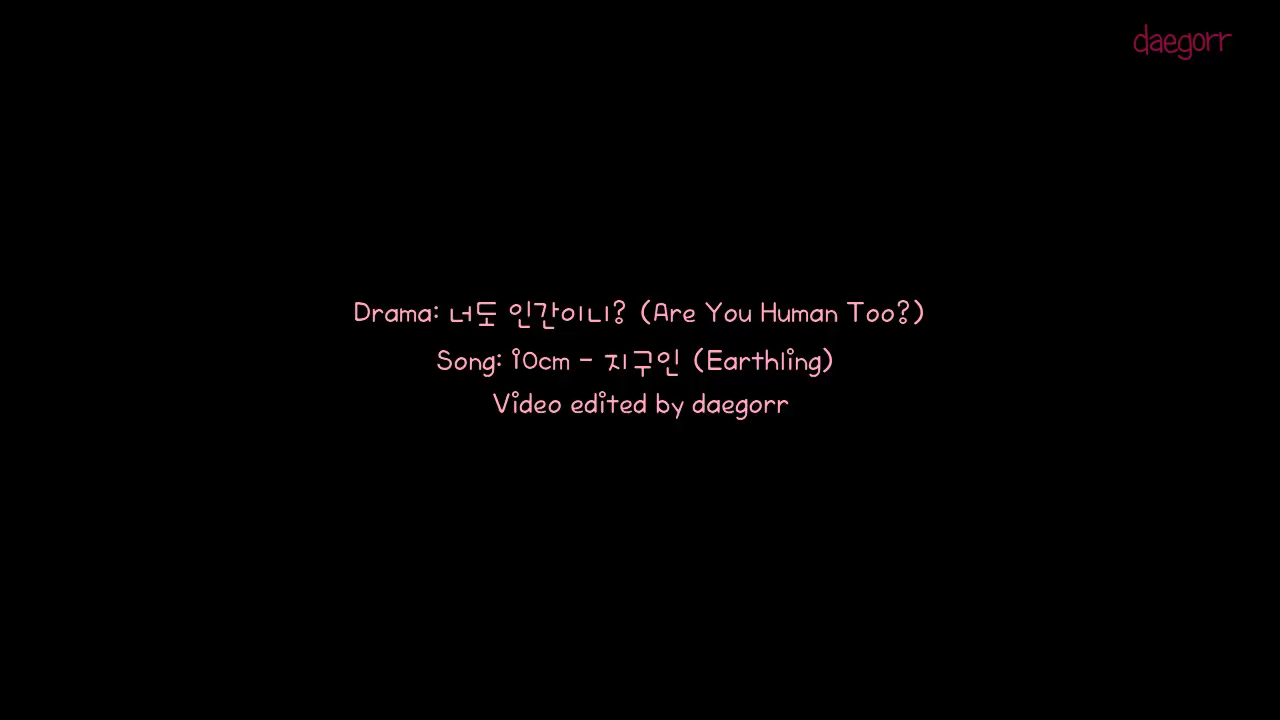 daegorr
Drama: 너도 인간이니? (Are You Human Too?)
Song: 10cm - 지구인 (Earthling)
Video edited by daegorr